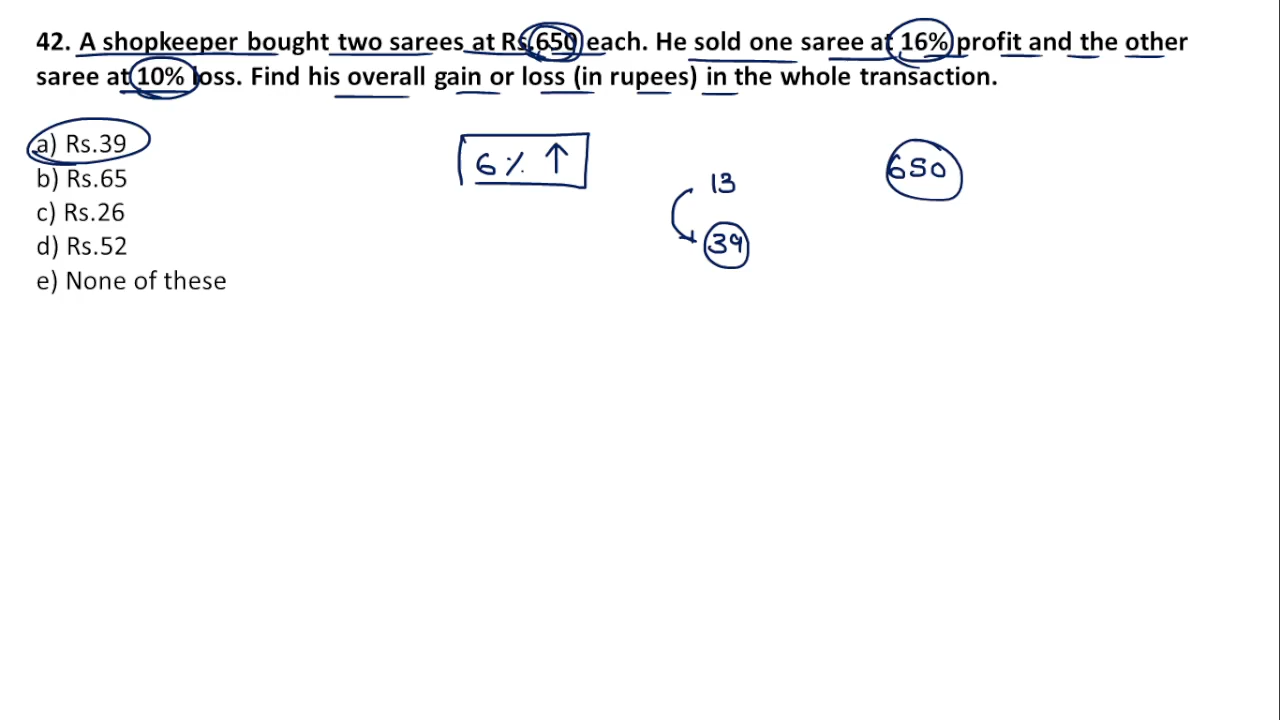 42. A shopkeeper bought two sarees at Rs.650 each. He sold one saree at 16% profit and the other
saree at 10% loss. Find his overall gain or loss (in rupees) in the whole transaction.
a) Rs.39
b) Rs.65
c) Rs.26
d) Rs.52
e) None of these
6% ↑
13
39
650